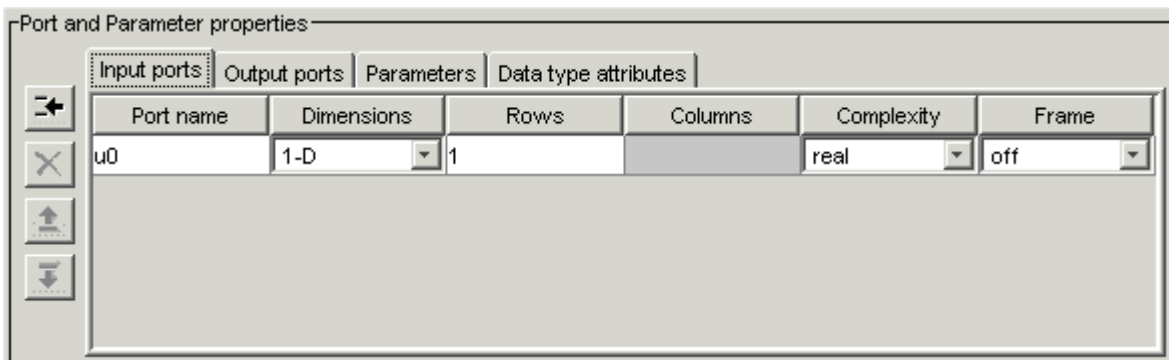 Port and Parameter properties
Input ports Output ports Parameters Data type attributes
Port name Dimensions Rows Columns Complexity Frame
u0 1-D 1 real off